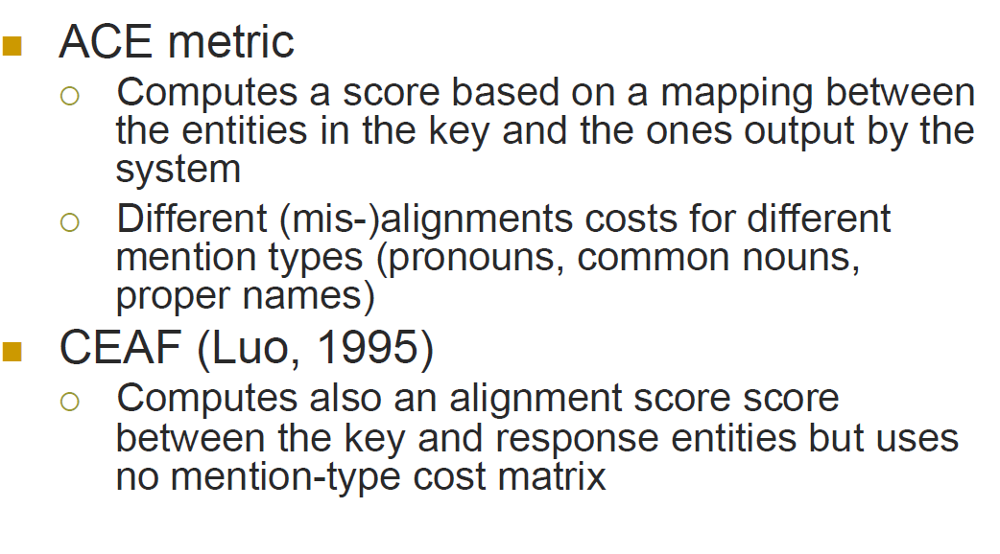 ACE metric
Computes a score based on a mapping between
the entities in the key and the ones output by the
system
Different (mis-)alignments costs for different
mention types (pronouns, common nouns,
proper names)
CEAF (Luo, 1995)
Computes also an alignment score score
between the key and response entities but uses
no mention-type cost matrix